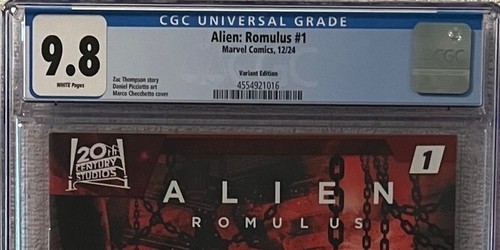 CGC UNIVERSAL GRADE
9.8
WHITE Pages
Alien: Romulus #1
Marvel Comics, 12/24
Variant Edition
Zac Thompson story
Daniel Picciotto art
Marco Checchetto cover
4554921016
CGC
20th
CENTURY
STUDIOS
1
ALIEN
ROMULUS